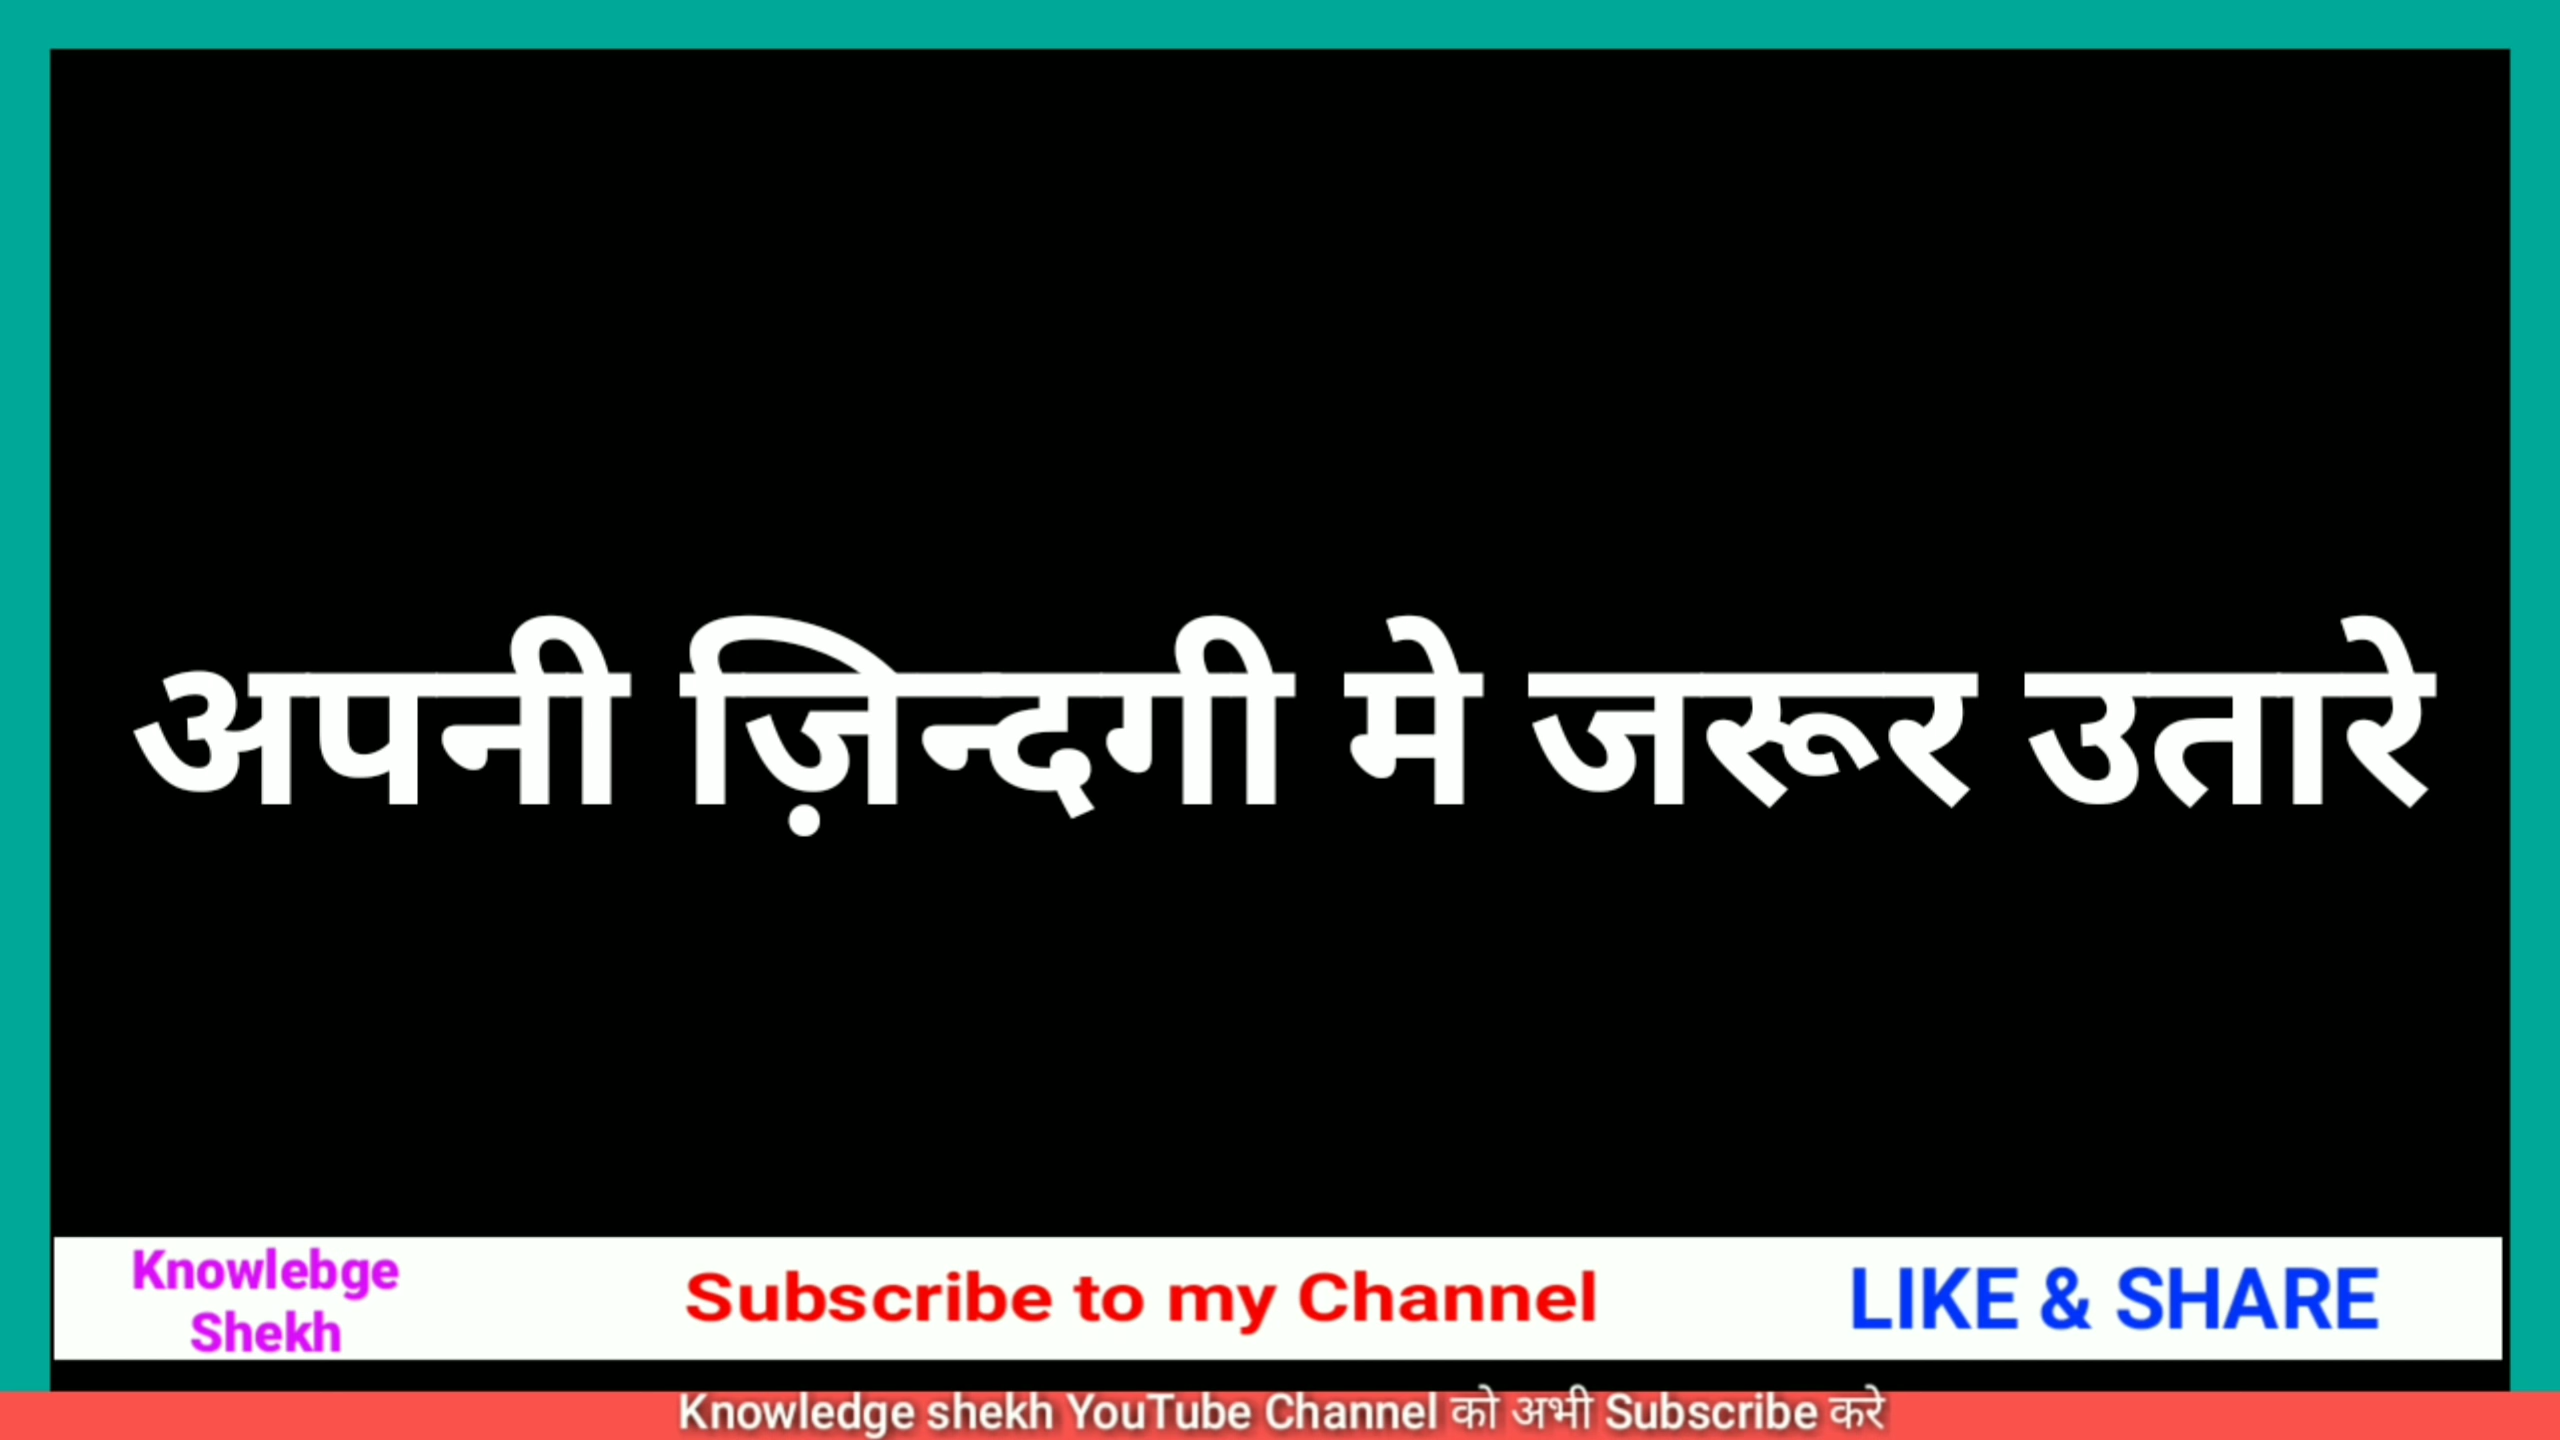 अपनी ज़िन्दगी मे जरूर उतारे
Knowlebge
Shekh
Subscribe to my Channel
LIKE & SHARE
Knowledge shekh YouTube Channel को अभी Subscribe करे